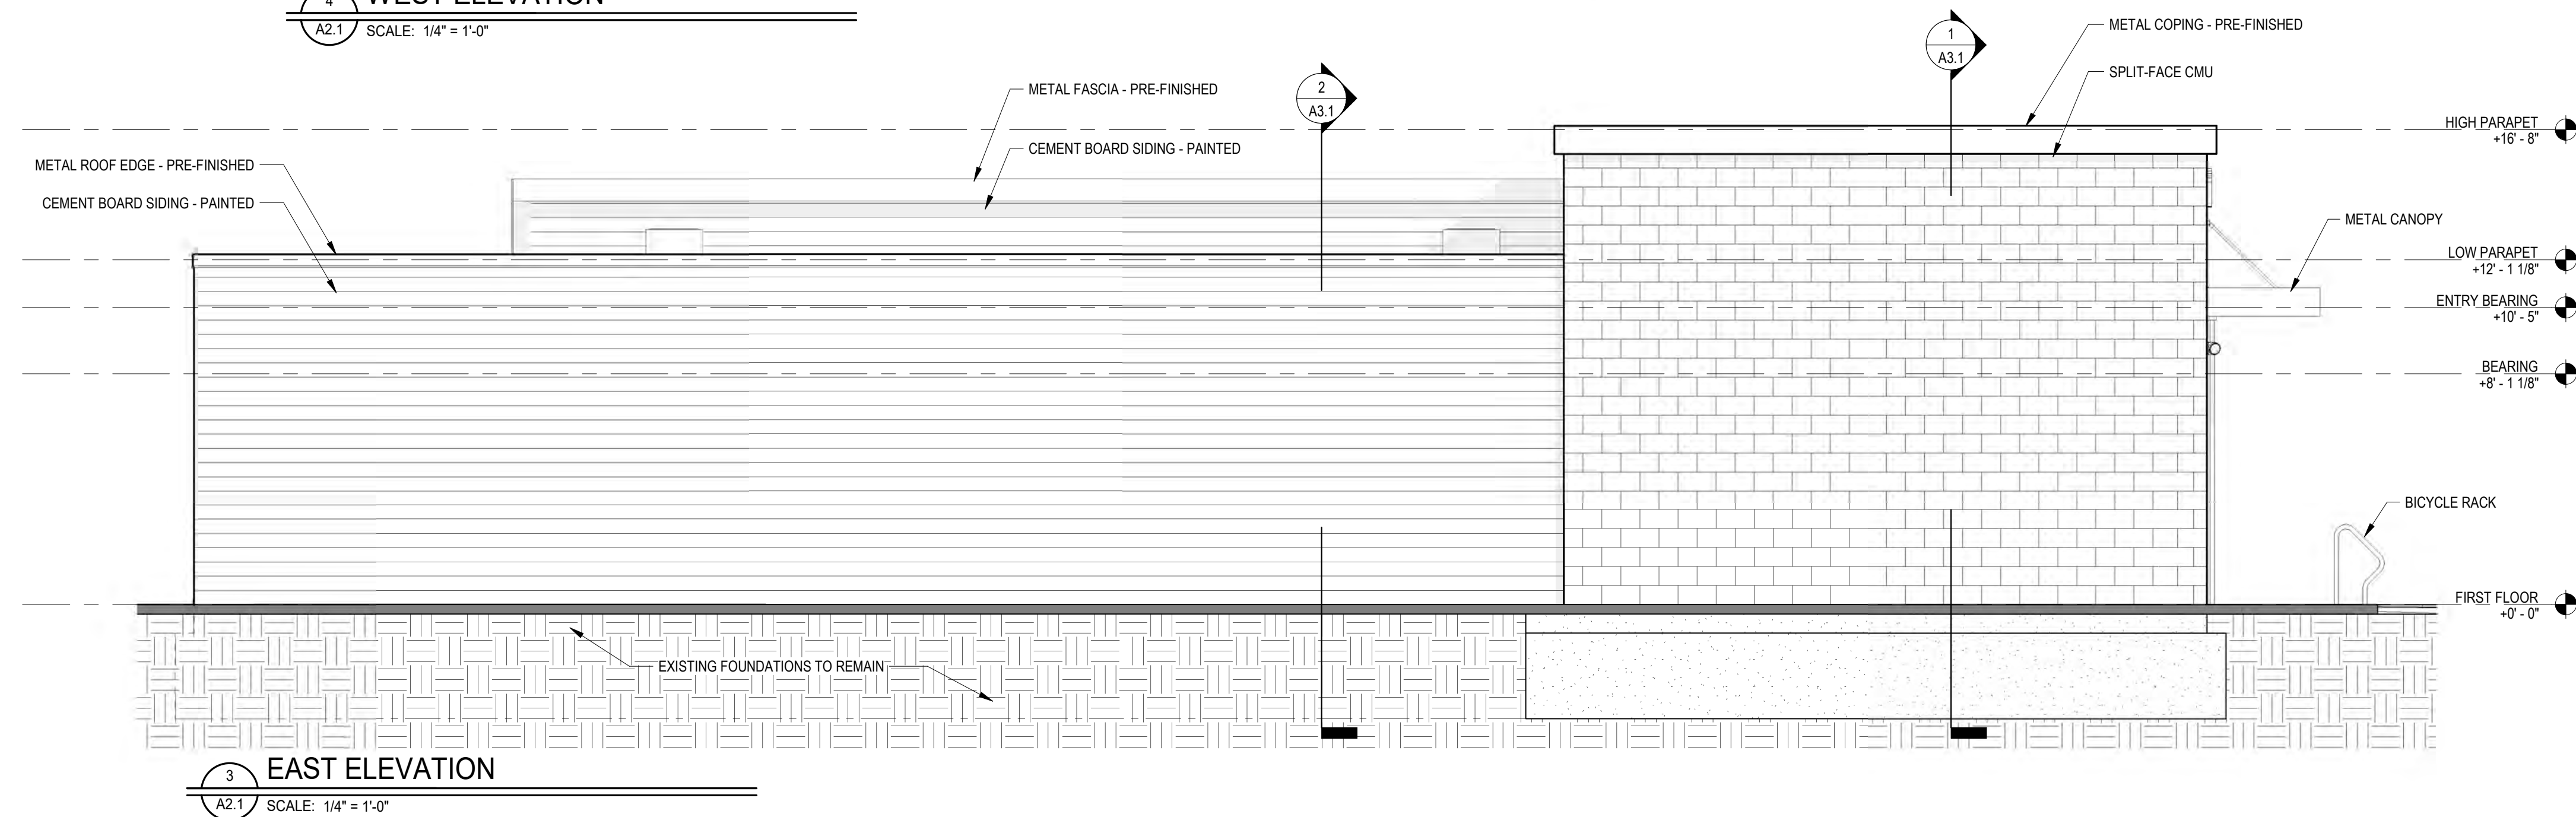 4
WEST ELEVATION
A2.1
SCALE: 1/4" = 1'-0"
METAL COPING - PRE-FINISHED
1
A3.1
SPLIT-FACE CMU
METAL FASCIA - PRE-FINISHED
2
A3.1
HIGH PARAPET
+16' - 8"
CEMENT BOARD SIDING - PAINTED
METAL ROOF EDGE - PRE-FINISHED
CEMENT BOARD SIDING - PAINTED
METAL CANOPY
LOW PARAPET
+12' - 1 1/8"
ENTRY BEARING
+10' - 5"
BEARING
+8' - 1 1/8"
BICYCLE RACK
FIRST FLOOR
+0' - 0"
EXISTING FOUNDATIONS TO REMAIN
3
EAST ELEVATION
A2.1
SCALE: 1/4" = 1'-0"